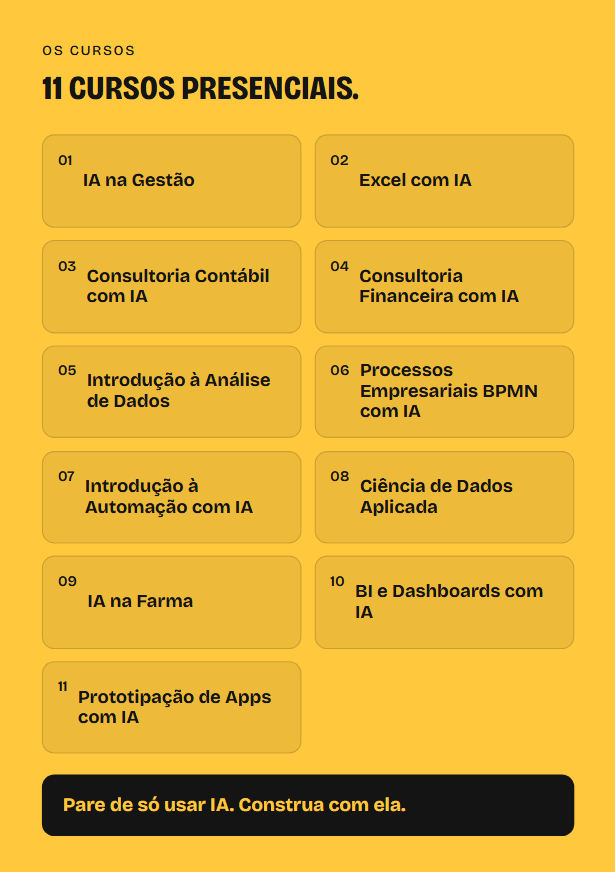 OS CURSOS
11 CURSOS PRESENCIAIS.
01
IA na Gestão
02
Excel com IA
03
Consultoria Contábil
com IA
04
Consultoria
Financeira com IA
05
Introdução à Análise
de Dados
06
Processos
Empresariais BPMN
com IA
07
Introdução à
Automação com IA
08
Ciência de Dados
Aplicada
09
IA na Farma
10
BI e Dashboards com
IA
11
Prototipação de Apps
com IA
Pare de só usar IA. Construa com ela.